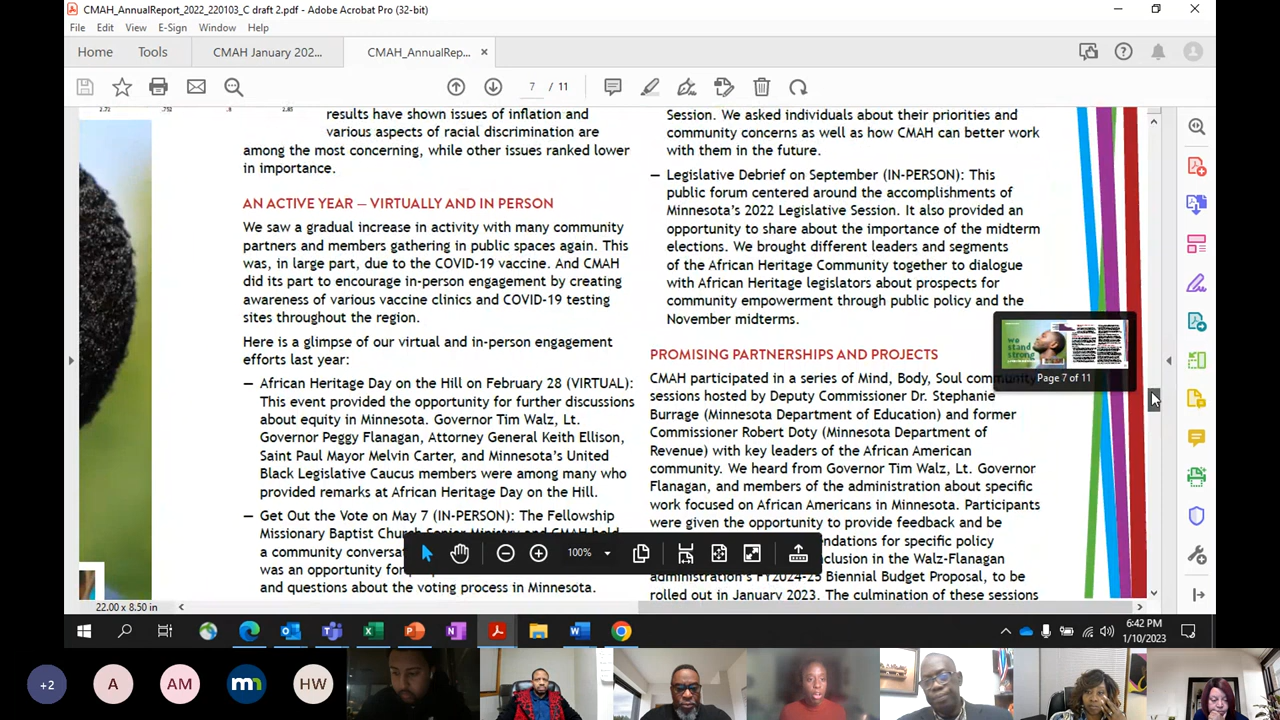 CMAH_AnnualReport_2022_220103_C draft 2.pdf - Adobe Acrobat Pro (32-bit)
File Edit View E-Sign Window Help
Home Tools CMAH January 202... CMAH_AnnualRep... ×
7 / 11
2.72 .752 .8 2.85
results have shown issues of inflation and
various aspects of racial discrimination are
among the most concerning, while other issues ranked lower
in importance.
AN ACTIVE YEAR — VIRTUALLY AND IN PERSON
We saw a gradual increase in activity with many community
partners and members gathering in public spaces again. This
was, in large part, due to the COVID-19 vaccine. And CMAH
did its part to encourage in-person engagement by creating
awareness of various vaccine clinics and COVID-19 testing
sites throughout the region.
Here is a glimpse of our virtual and in-person engagement
efforts last year:
— African Heritage Day on the Hill on February 28 (VIRTUAL):
This event provided the opportunity for further discussions
about equity in Minnesota. Governor Tim Walz, Lt.
Governor Peggy Flanagan, Attorney General Keith Ellison,
Saint Paul Mayor Melvin Carter, and Minnesota's United
Black Legislative Caucus members were among many who
provided remarks at African Heritage Day on the Hill.
— Get Out the Vote on May 7 (IN-PERSON): The Fellowship
Missionary Baptist Church Senior Ministry and CMAH held
a community
was an opportunity for
and questions about the voting process in Minnesota.
Session. We asked individuals about their priorities and
community concerns as well as how CMAH can better work
with them in the future.
— Legislative Debrief on September (IN-PERSON): This
public forum centered around the accomplishments of
Minnesota's 2022 Legislative Session. It also provided an
opportunity to share about the importance of the midterm
elections. We brought different leaders and segments
of the African Heritage Community together to dialogue
with African Heritage legislators about prospects for
community empowerment through public policy and the
November midterms.
PROMISING PARTNERSHIPS AND PROJECTS
CMAH participated in a series of Mind, Body, Soul community
sessions hosted by Deputy Commissioner Dr. Stephanie
Burrage (Minnesota Department of Education) and former
Commissioner Robert Doty (Minnesota Department of
Revenue) with key leaders of the African American
community. We heard from Governor Tim Walz, Lt. Governor
Flanagan, and members of the administration about specific
work focused on African Americans in Minnesota. Participants
were given the opportunity to provide feedback and be
for specific policy
in the Walz-Flanagan
administration's FY2024-25 Biennial Budget Proposal, to be
rolled out in January 2023. The culmination of these sessions
we
stand
strong
Page 7 of 11
100%
22.00 x 8.50 in
6:42 PM
1/10/2023
+2 A AM mn HW